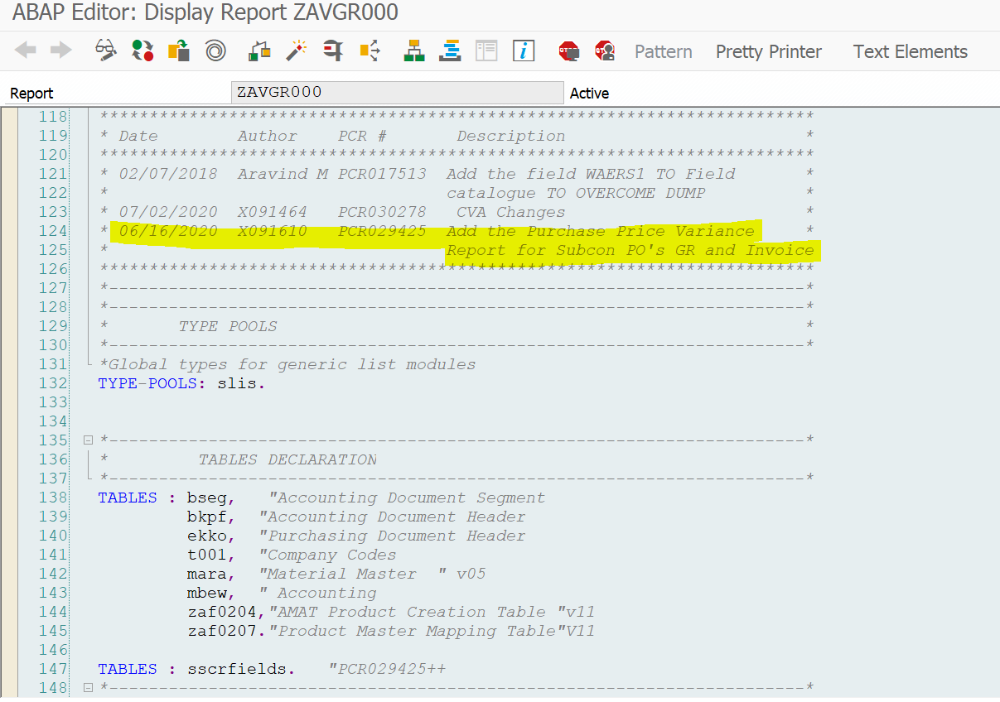 ABAP Editor: Display Report ZAVGR000
Pattern Pretty Printer Text Elements
Report ZAVGR000 Active
118 ************************************************************************
119 * Date Author PCR # Description *
120 ************************************************************************
121 * 02/07/2018 Aravind M PCR017513 Add the field WAERS1 TO Field *
122 * catalogue TO OVERCOME DUMP *
123 * 07/02/2020 X091464 PCR030278 CVA Changes *
124 * 06/16/2020 X091610 PCR029425 Add the Purchase Price Variance *
125 * Report for Subcon PO's GR and Invoice *
126 ************************************************************************
127 *----------------------------------------------------------------------*
128 *----------------------------------------------------------------------*
129 * TYPE POOLS *
130 *----------------------------------------------------------------------*
131 *Global types for generic list modules
132 TYPE-POOLS: slis.
133
134
135 *----------------------------------------------------------------------*
136 * TABLES DECLARATION
137 *----------------------------------------------------------------------*
138 TABLES : bseg, "Accounting Document Segment
139 bkpf, "Accounting Document Header
140 ekko, "Purchasing Document Header
141 t001, "Company Codes
142 mara, "Material Master " v05
143 mbew, " Accounting
144 zaf0204,"AMAT Product Creation Table "v11
145 zaf0207."Product Master Mapping Table"V11
146
147 TABLES : sscrfields. "PCR029425++
148 *----------------------------------------------------------------------*